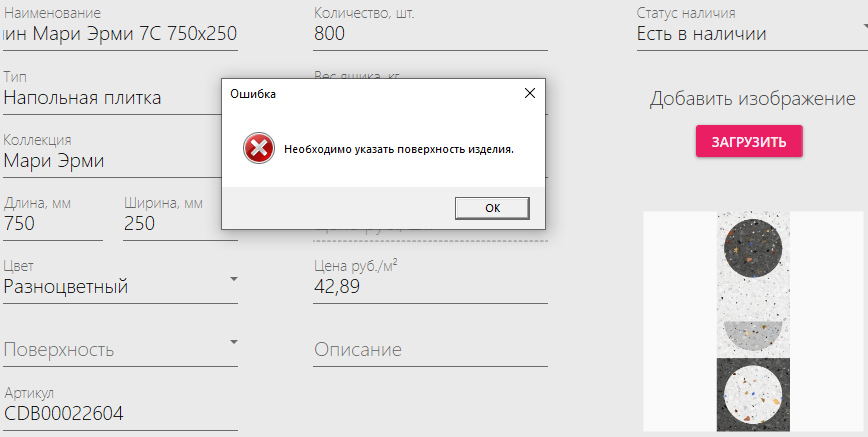 Наименование
ин Мари Эрми 7С 750x250
Количество, шт.
800
Статус наличия
Есть в наличии
Тип
Напольная плитка
Вес ящика, кг
Коллекция
Мари Эрми
Ошибка
Необходимо указать поверхность изделия.
ОК
Добавить изображение
ЗАГРУЗИТЬ
Длина, мм
750
Ширина, мм
250
Цвет
Разноцветный
Цена руб./м²
42,89
Поверхность
Описание
Артикул
CDB00022604